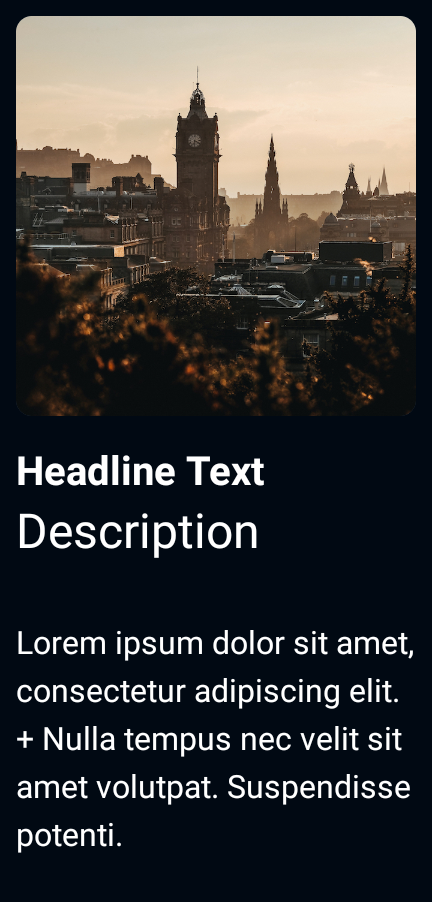 Headline Text
Description
Lorem ipsum dolor sit amet,
consectetur adipiscing elit.
+ Nulla tempus nec velit sit
amet volutpat. Suspendisse
potenti.